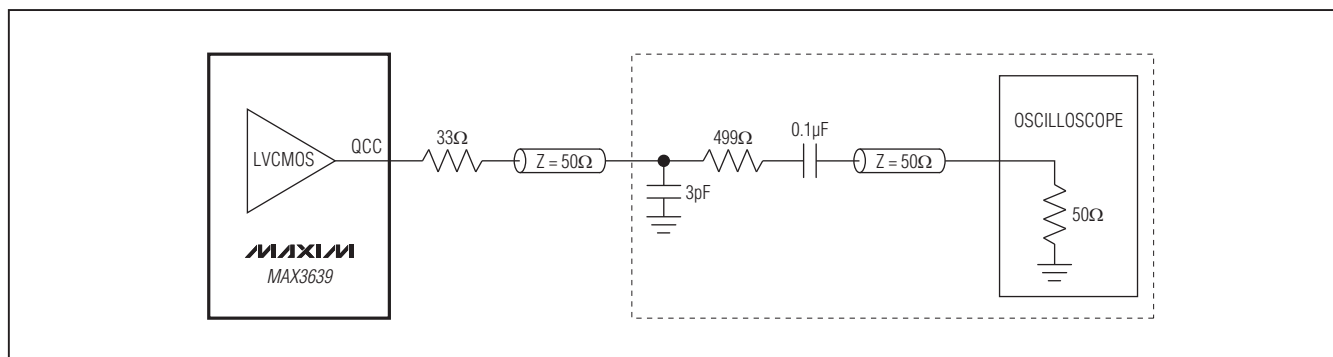 LVCMOS
QCC
MAXIM
MAX3639
33Ω
Z = 50Ω
3pF
499Ω
0.1µF
Z = 50Ω
OSCILLOSCOPE
50Ω